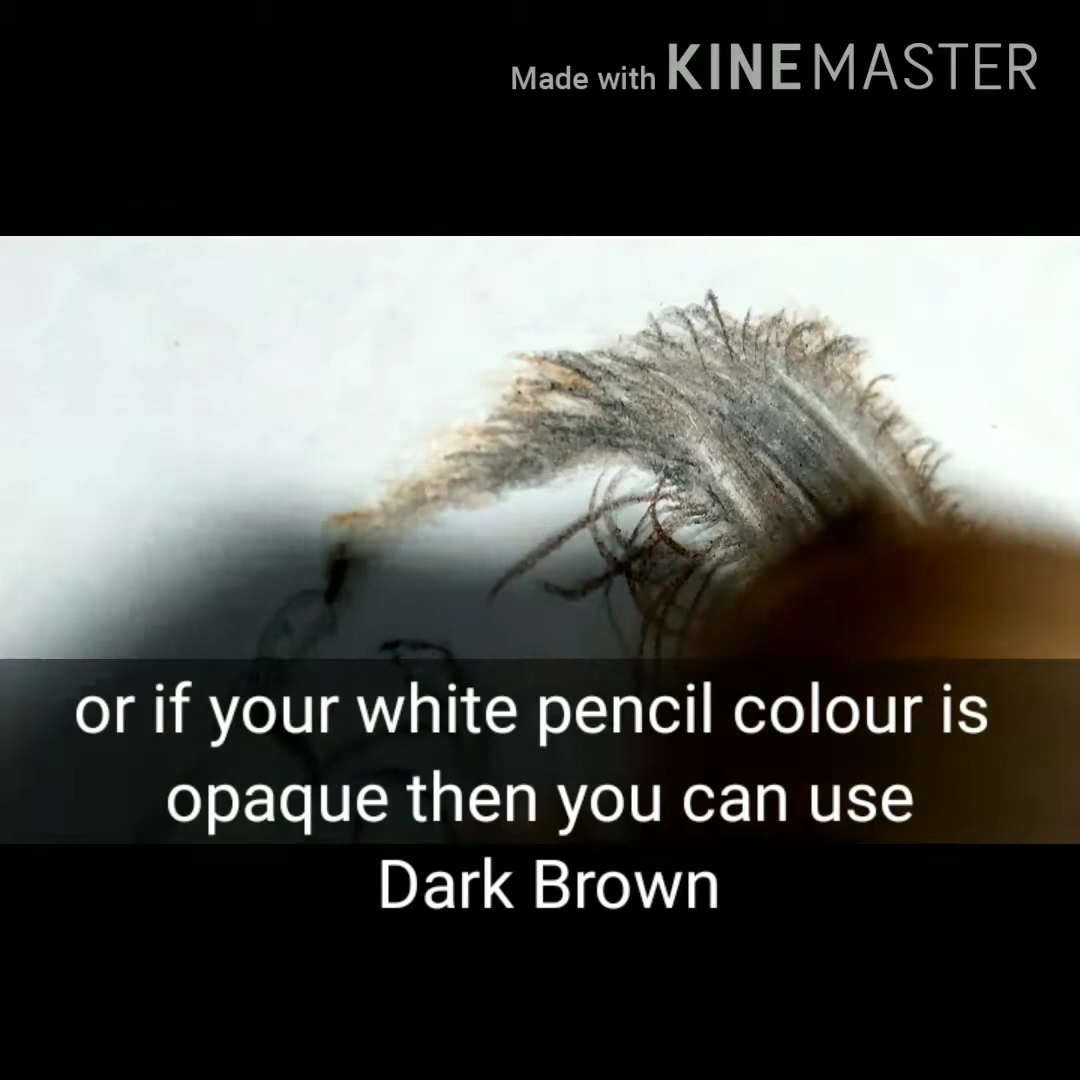 Made with KINEMASTER
or if your white pencil colour is
opaque then you can use
Dark Brown